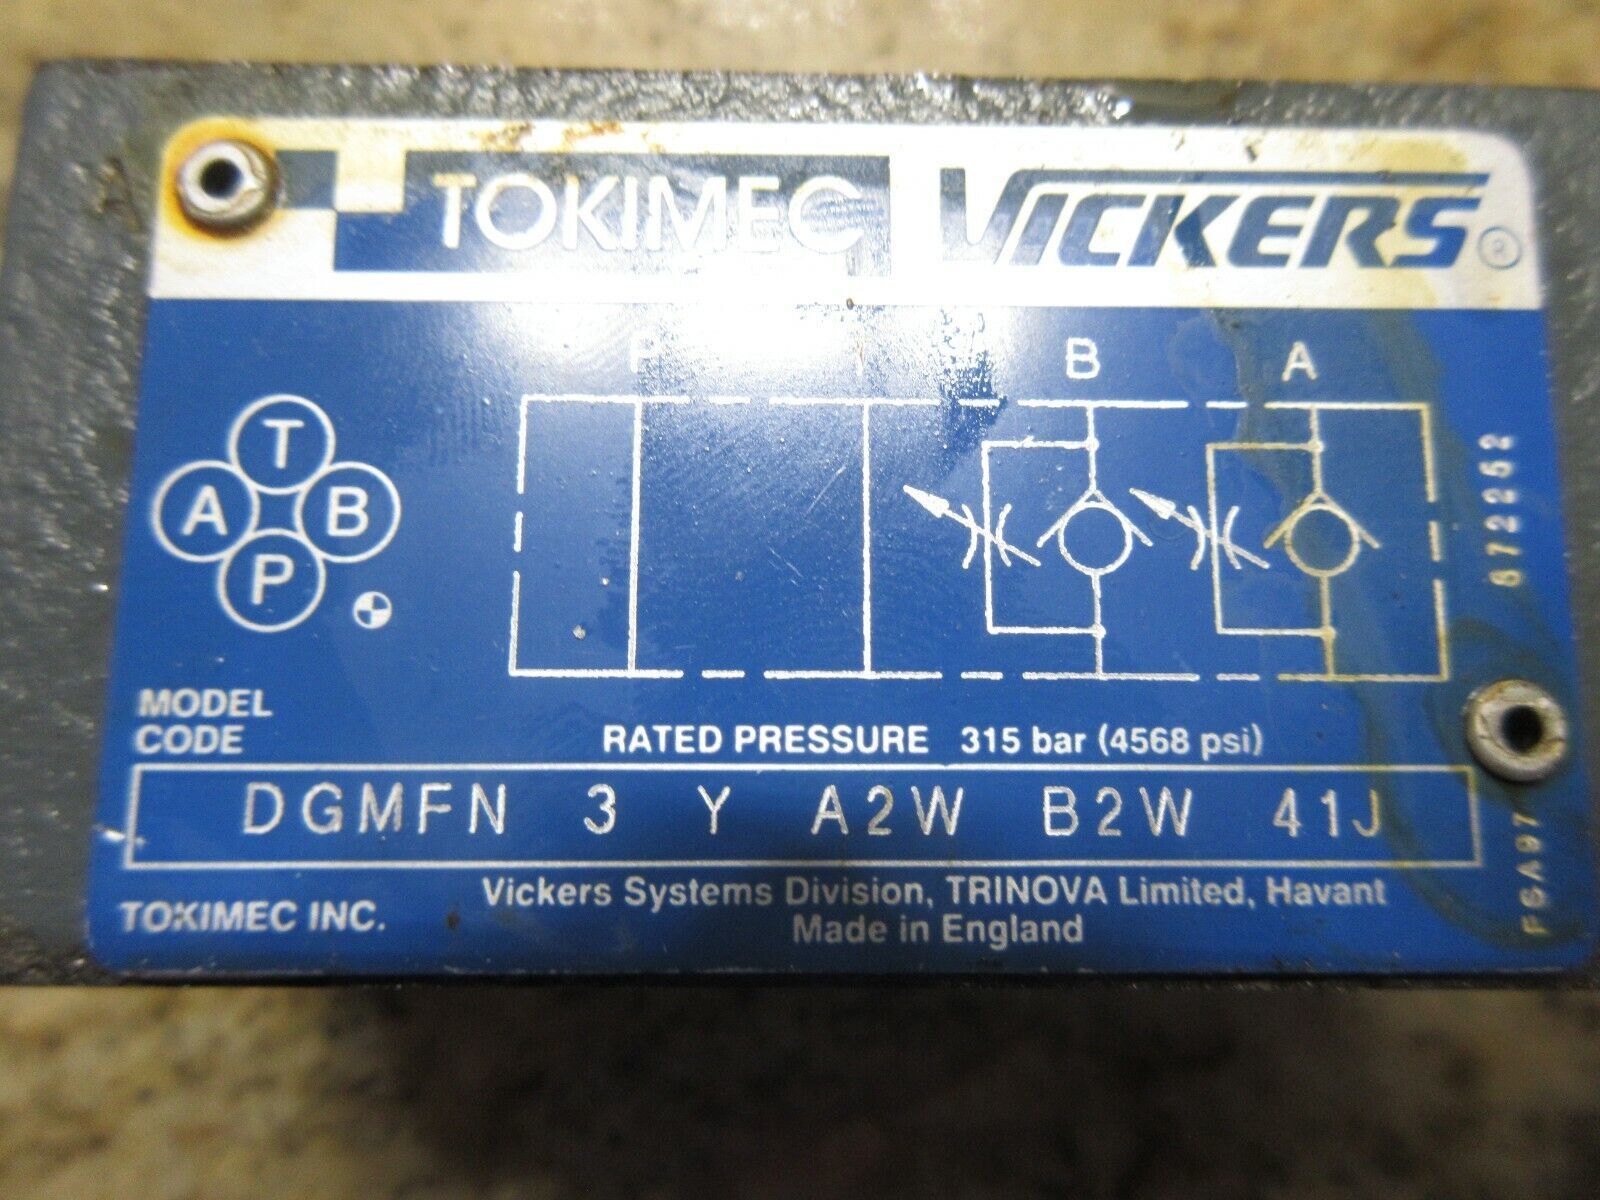 TOKIMEC VICKERS ®
B A
T
A B
P
672262
MODEL
CODE
RATED PRESSURE 315 bar (4568 psi)
DGMFN 3 Y A2W B2W 41J
F6A97
TOKIMEC INC.
Vickers Systems Division, TRINOVA Limited, Havant
Made in England